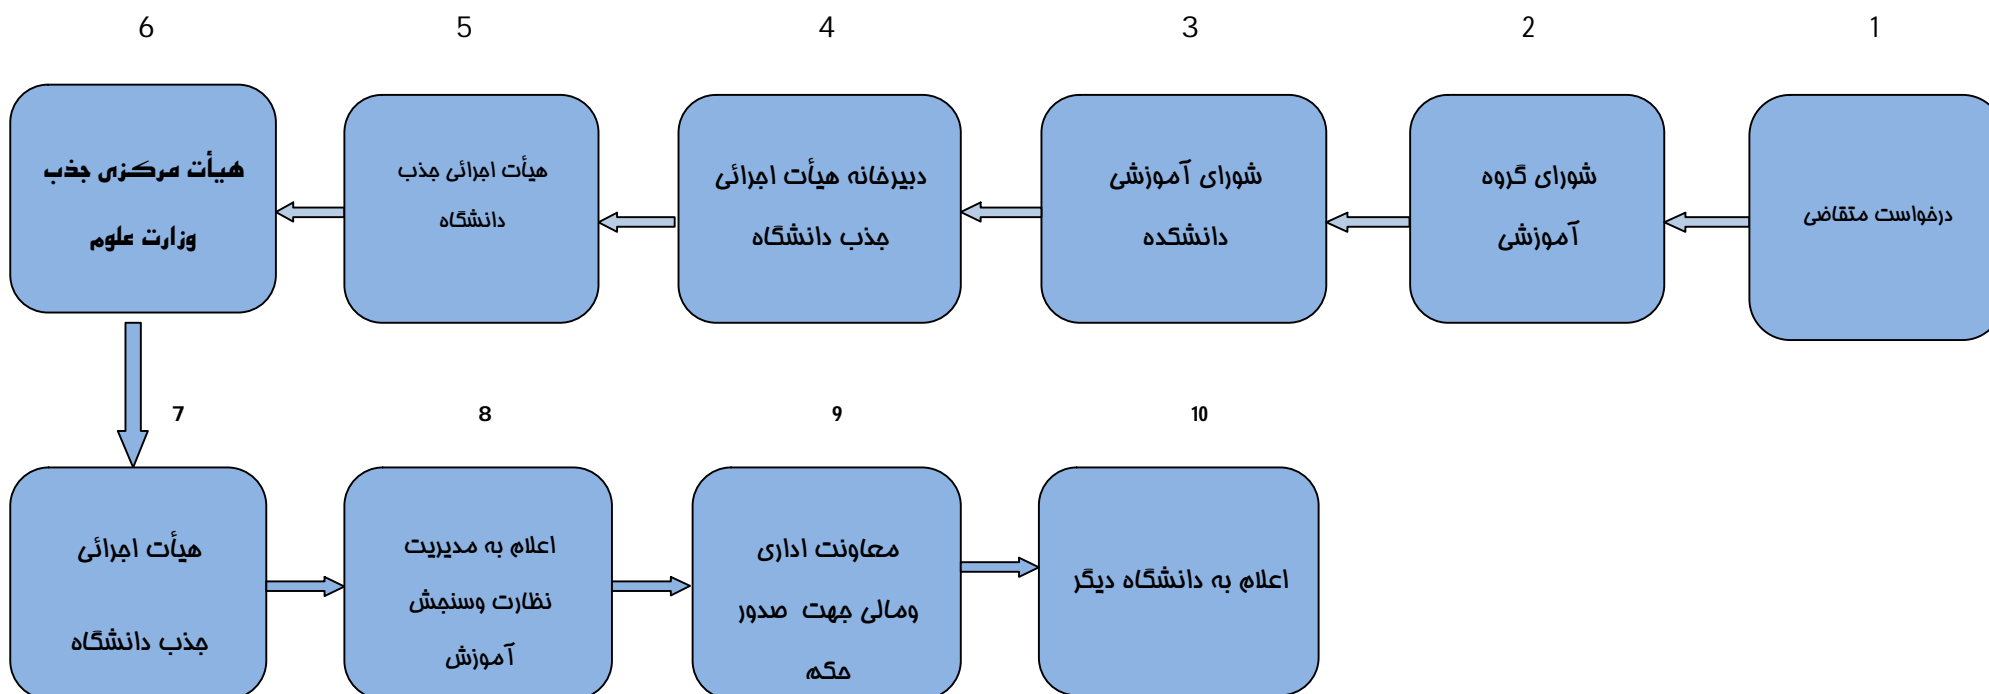 1
2
3
4
5
6
درخواست متقاضی
شورای گروه
آموزشی
شورای آموزشی
دانشکده
دبیرخانه هیأت اجرائی
جذب دانشگاه
هیأت اجرائی جذب
دانشگاه
هیأت مرکزی جذب
وزارت علوم
7
8
9
10
هیأت اجرائی
جذب دانشگاه
اعلام به مدیریت
نظارت وسنجش
آموزش
معاونت اداری
ومالی جهت صدور
حکم
اعلام به دانشگاه دیگر